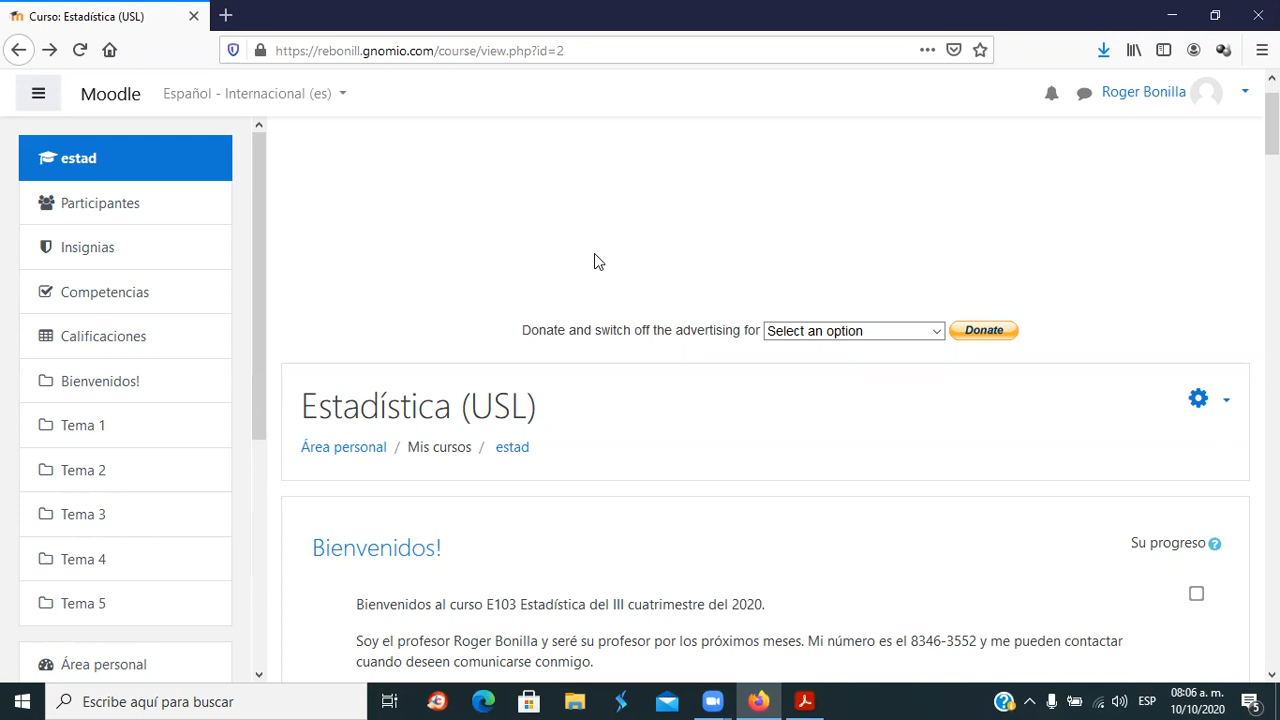 Curso: Estadística (USL)
https://rebonill.gnomio.com/course/view.php?id=2
Moodle
Español - Internacional (es)
Roger Bonilla
estad
Participantes
Insignias
Competencias
Calificaciones
Bienvenidos!
Tema 1
Tema 2
Tema 3
Tema 4
Tema 5
Área personal
Donate and switch off the advertising for Select an option Donate
Estadística (USL)
Área personal / Mis cursos / estad
Bienvenidos!
Su progreso ?
Bienvenidos al curso E103 Estadística del III cuatrimestre del 2020.
Soy el profesor Roger Bonilla y seré su profesor por los próximos meses. Mi número es el 8346-3552 y me pueden contactar
cuando deseen comunicarse conmigo.
Escribe aquí para buscar
ESP
08:06 a. m.
10/10/2020
5